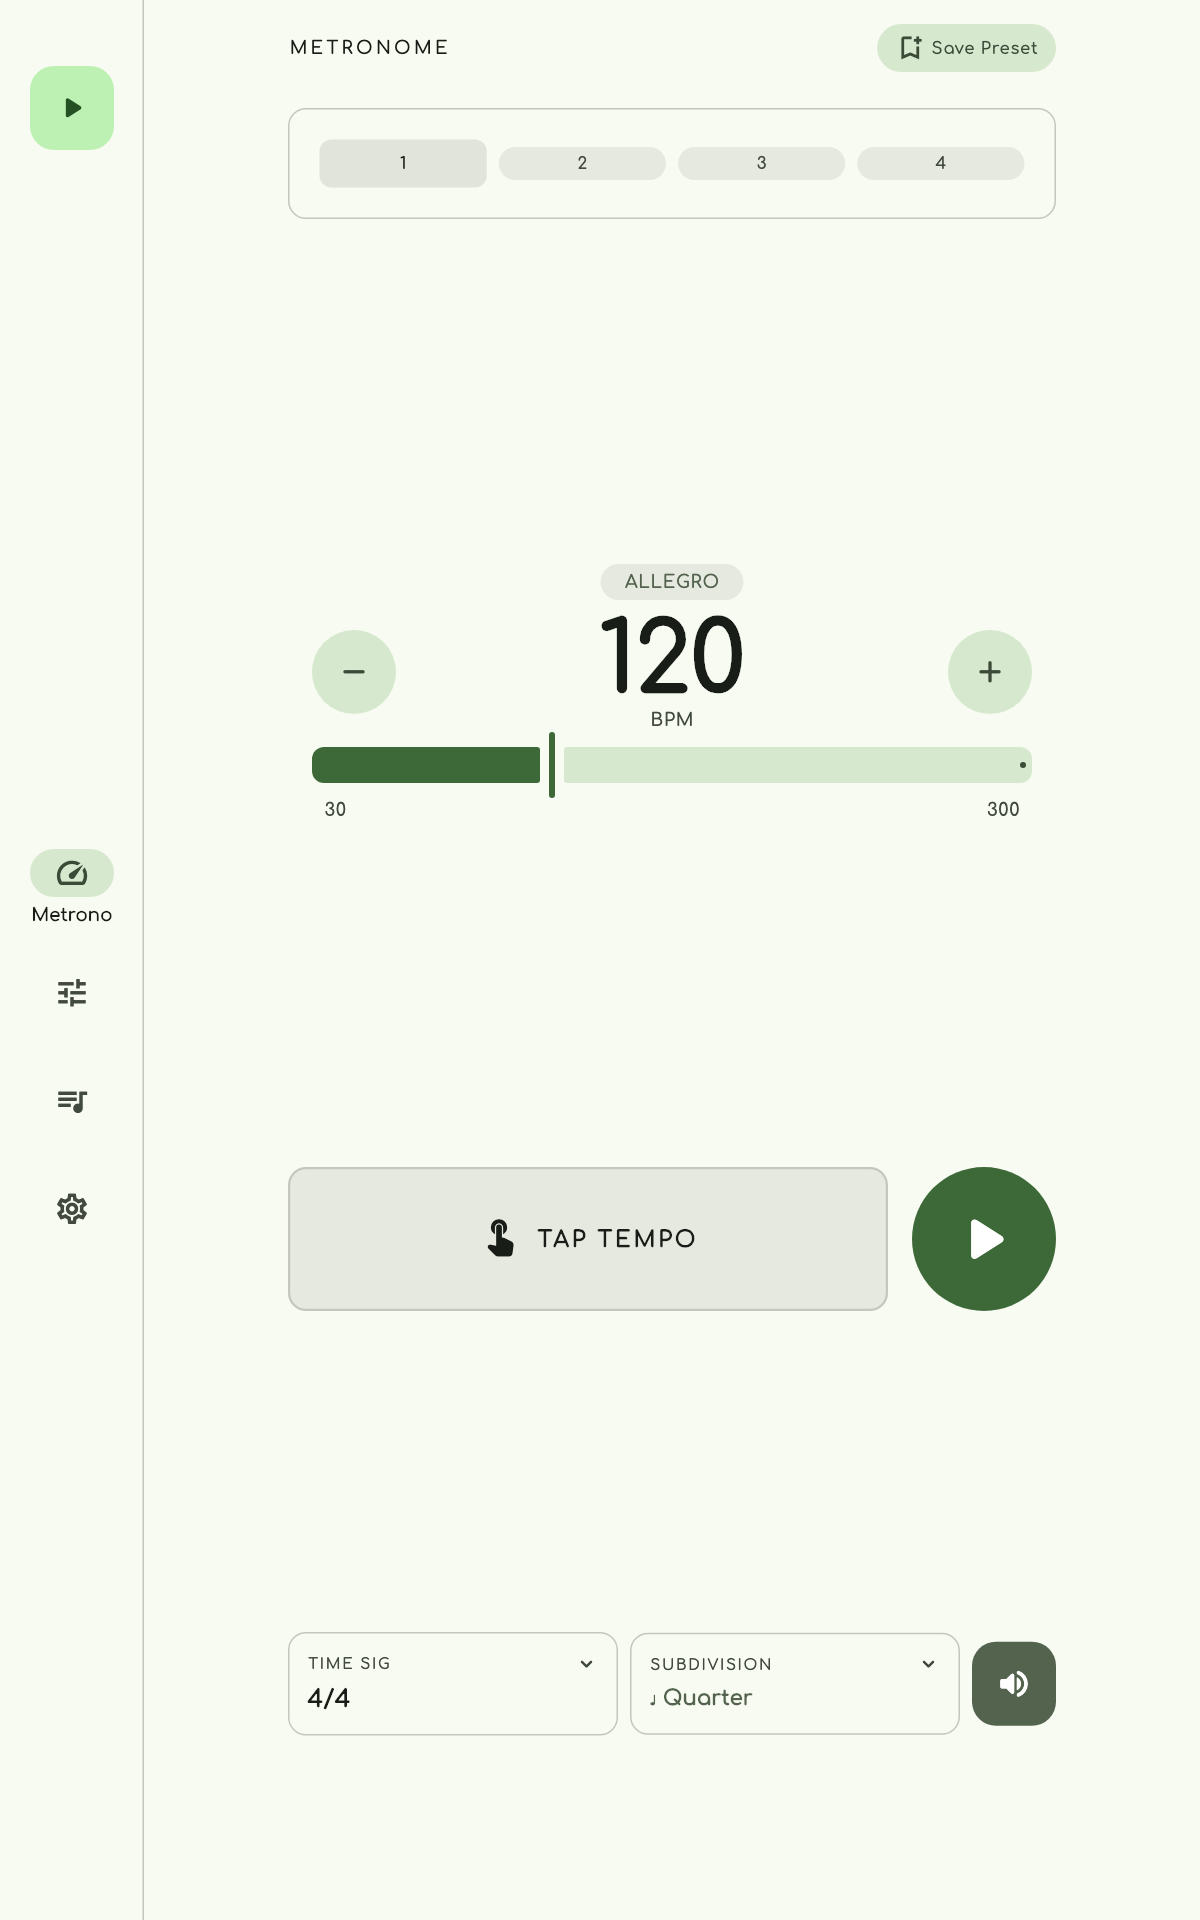 METRONOME
Save Preset
1
2
3
4
ALLEGRO
120
BPM
30
300
Metrono
TAP TEMPO
TIME SIG
4/4
SUBDIVISION
♩ Quarter